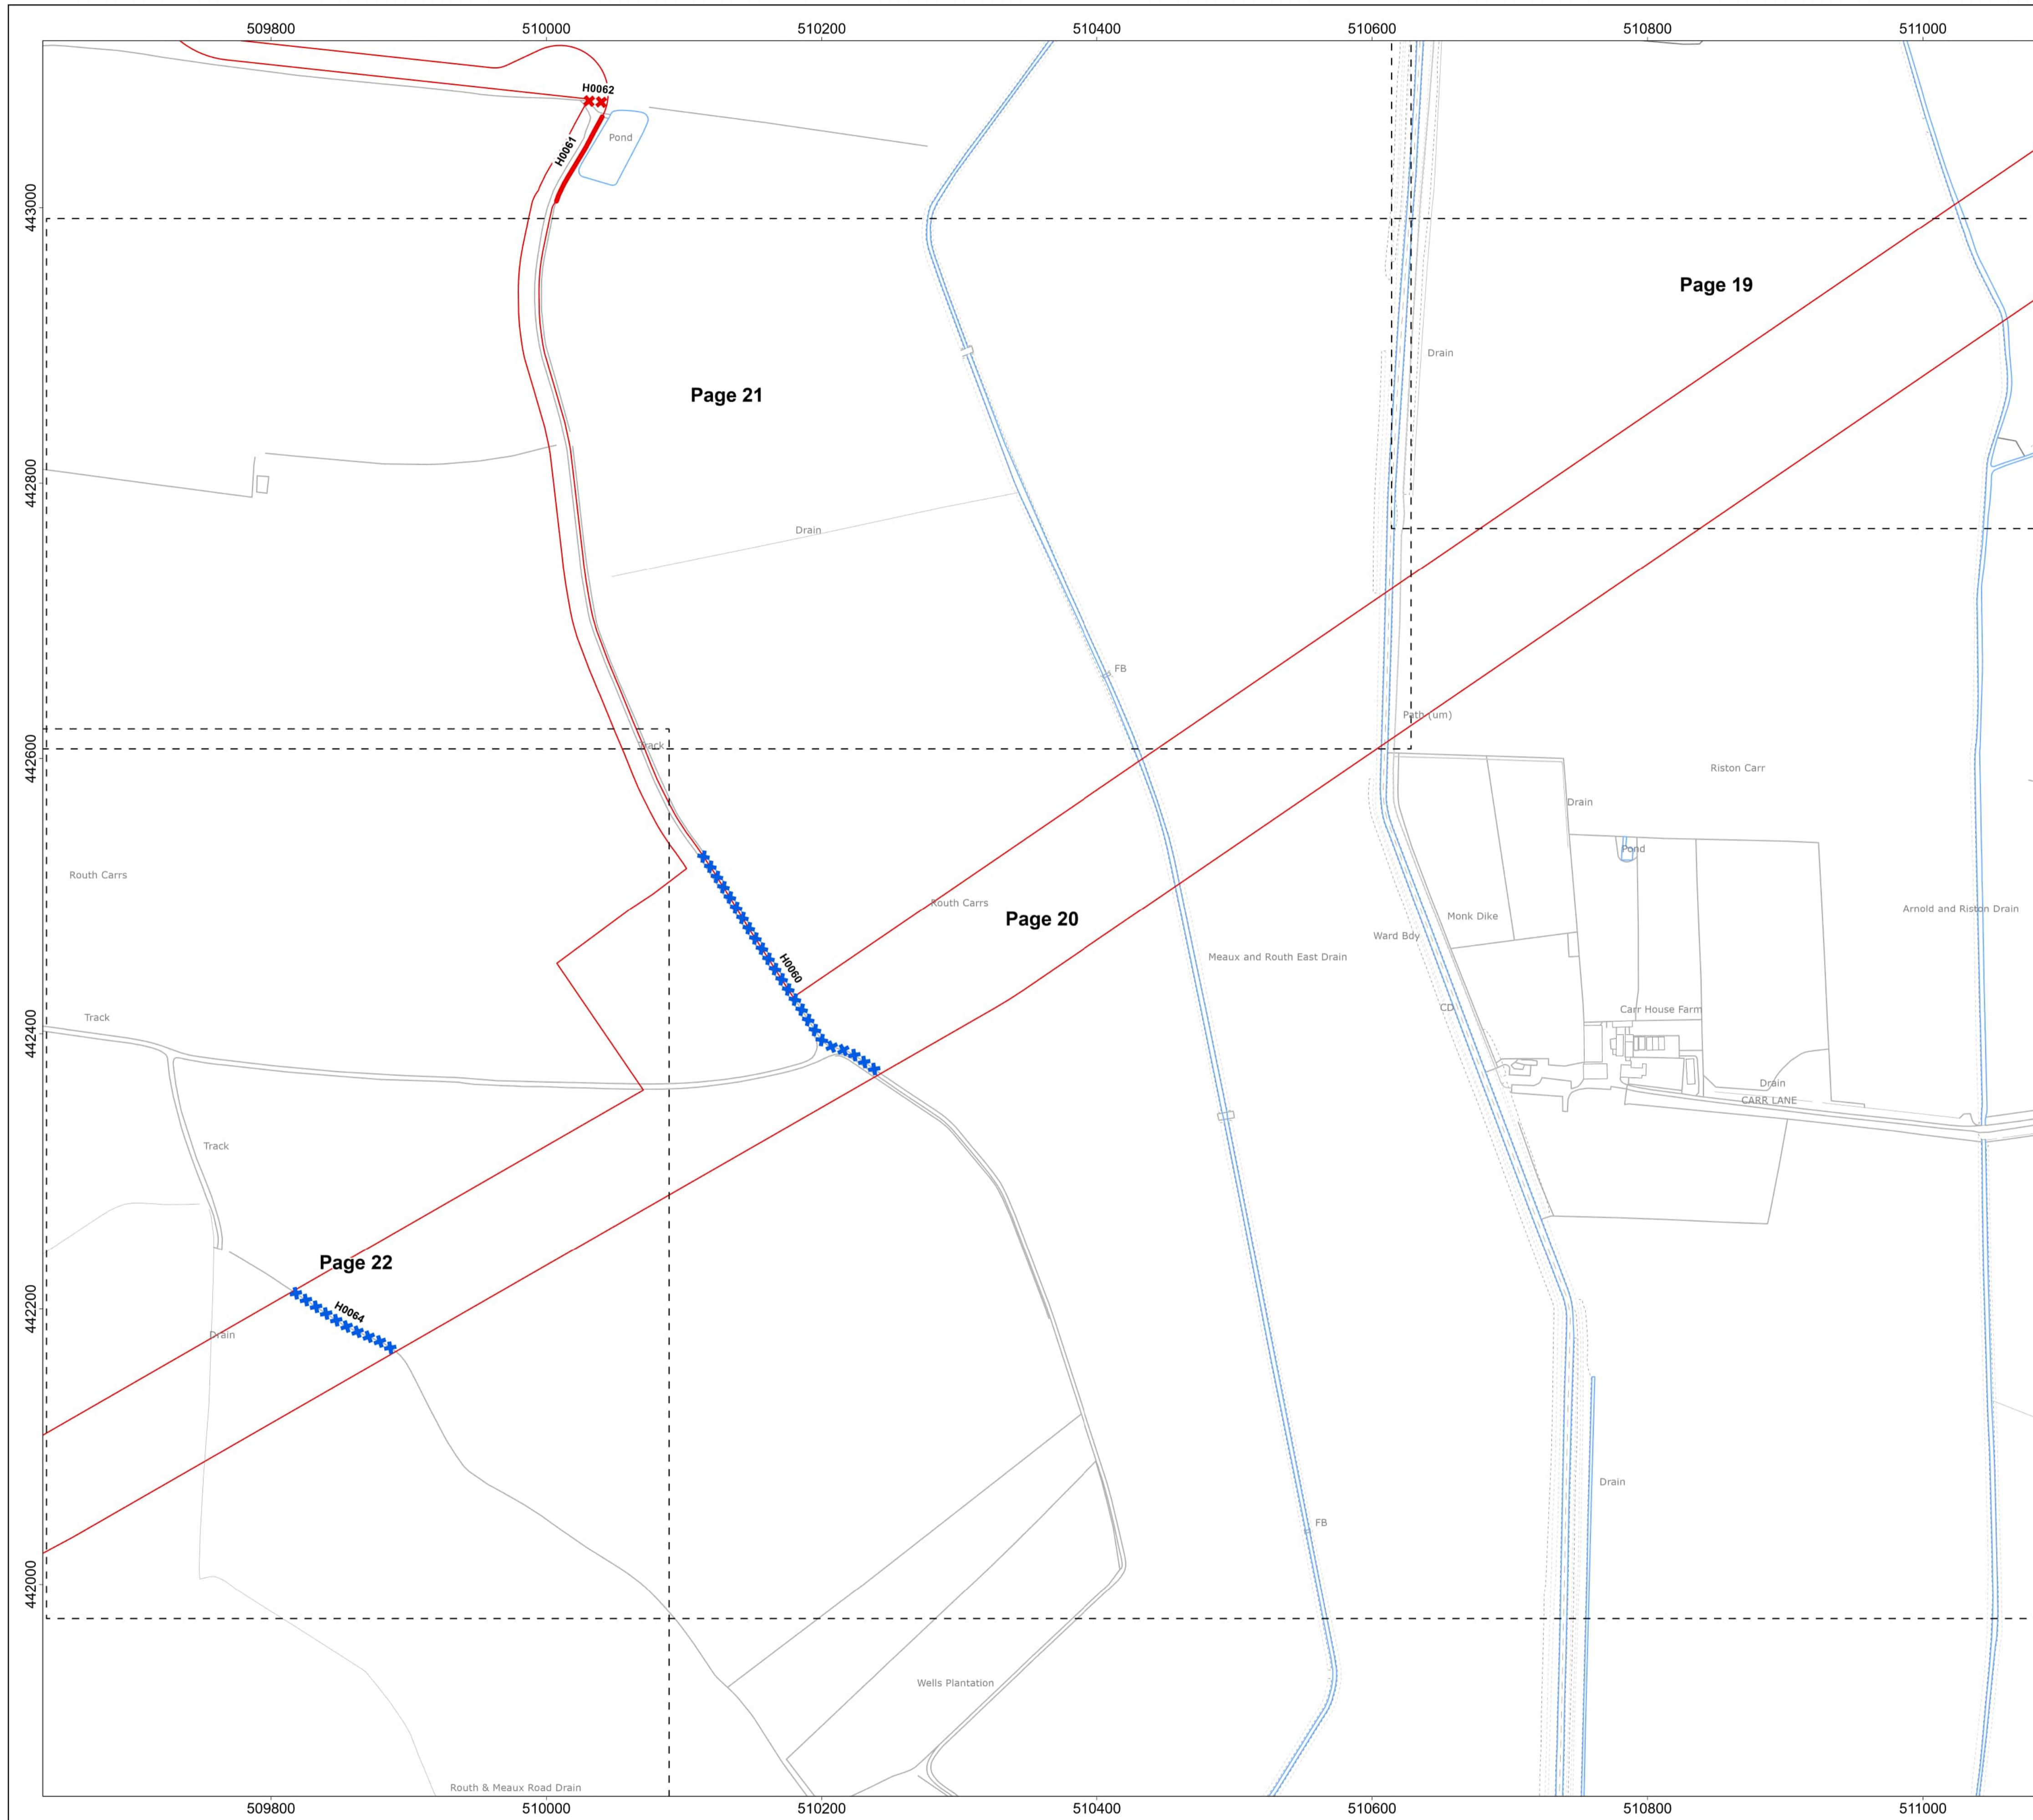 509800 510000 510200 510400 510600 510800 511000
H0062
H0061
Pond
443000
Page 19
Drain
Page 21
442800
Drain
FB
Path (um)
Track
442600
Riston Carr
Drain
Pond
Routh Carrs
Routh Carrs
Page 20
Monk Dike
Arnold and Riston Drain
Ward Bdy
Meaux and Routh East Drain
H0060
CD
Carr House Farm
Track
442400
Drain
CARR LANE
Track
Page 22
442200
H0064
Drain
Drain
FB
442000
Wells Plantation
Routh & Meaux Road Drain
509800 510000 510200 510400 510600 510800 511000